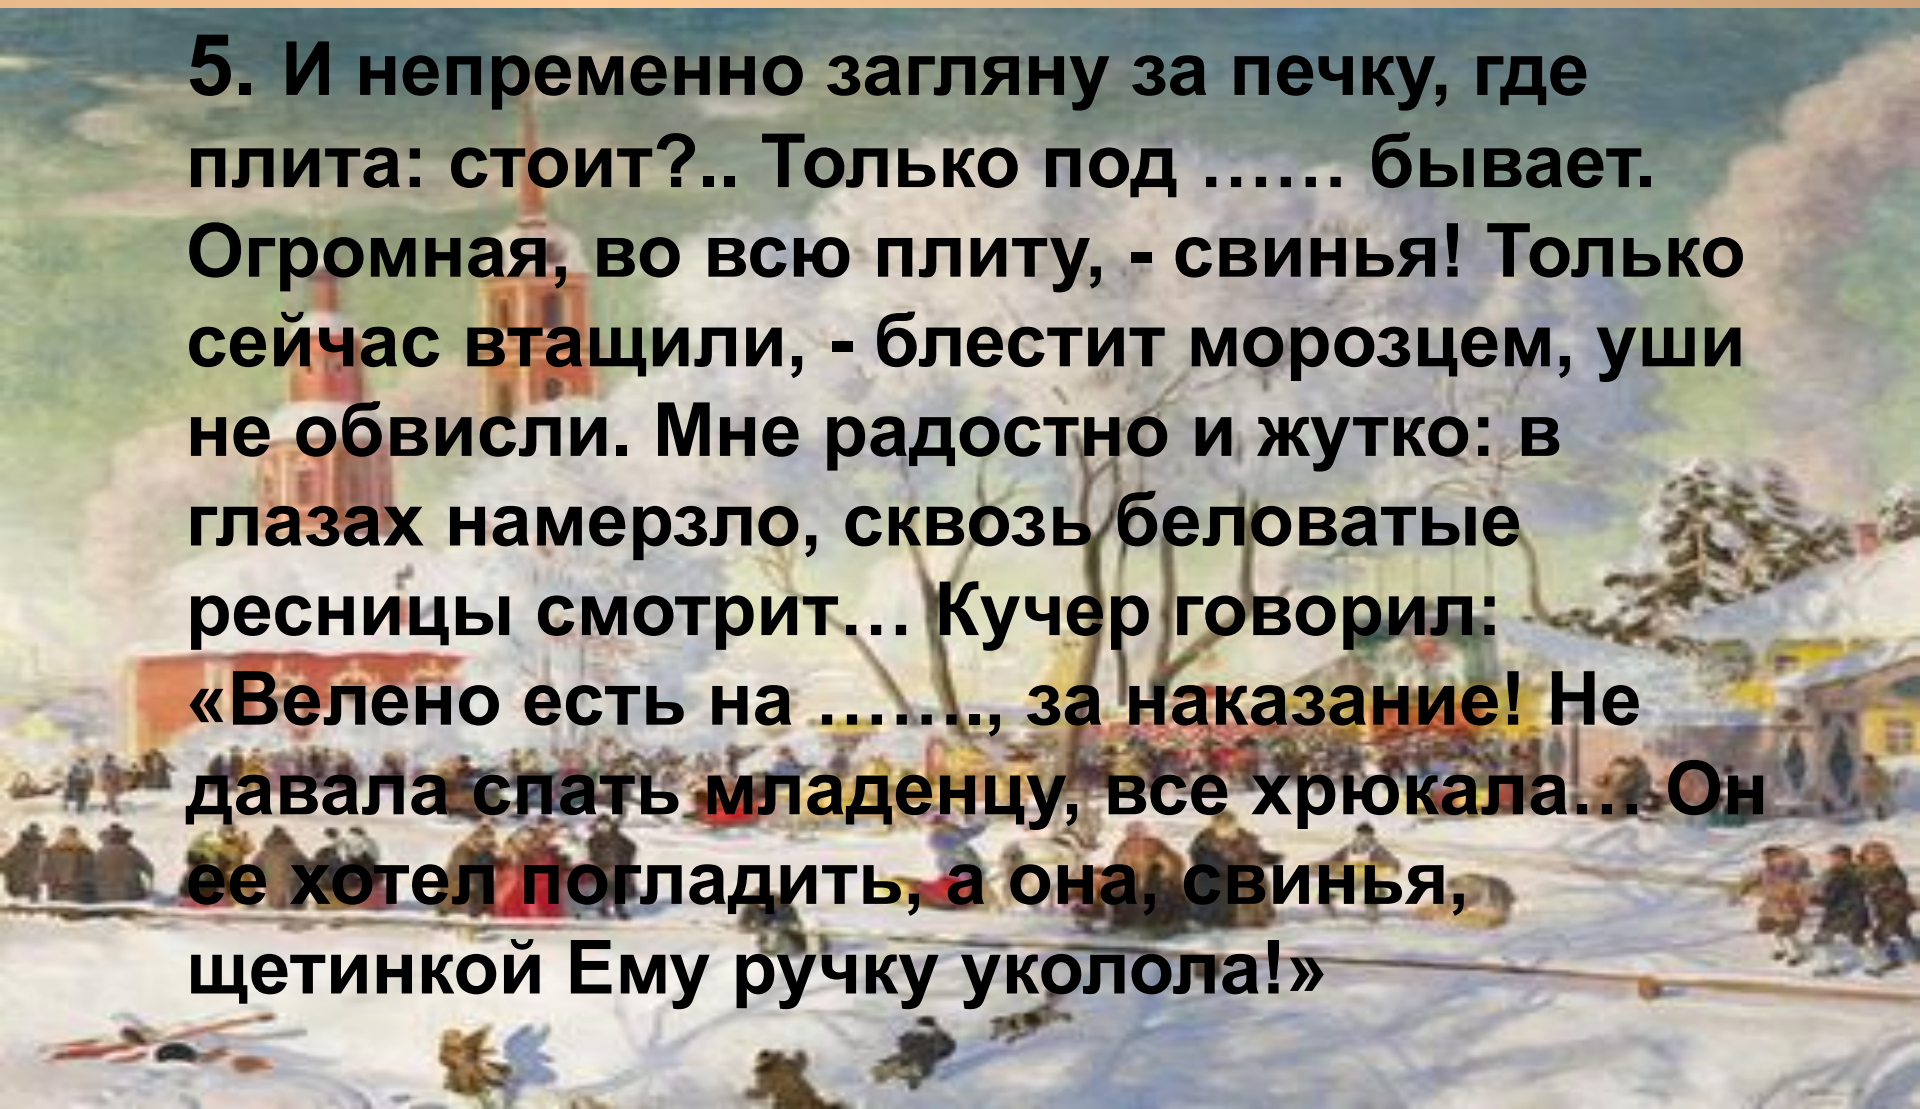 5. И непременно загляну за печку, где
плита: стоит?.. Только под …… бывает.
Огромная, во всю плиту, - свинья! Только
сейчас втащили, - блестит морозцем, уши
не обвисли. Мне радостно и жутко: в
глазах намерзло, сквозь беловатые
ресницы смотрит… Кучер говорил:
«Велено есть на ……., за наказание! Не
давала спать младенцу, все хрюкала… Он
ее хотел погладить, а она, свинья,
щетинкой Ему ручку уколола!»